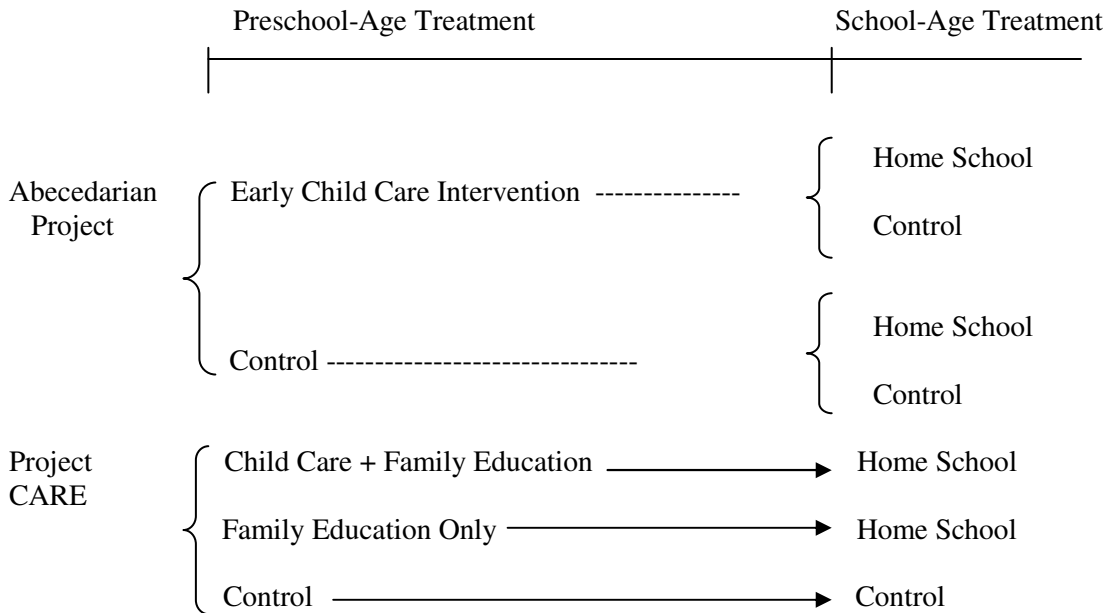 Preschool-Age Treatment School-Age Treatment
Home School
Abecedarian Early Child Care Intervention
Project Control
Home School
Control
Control
Project Child Care + Family Education Home School
CARE
Family Education Only Home School
Control Control